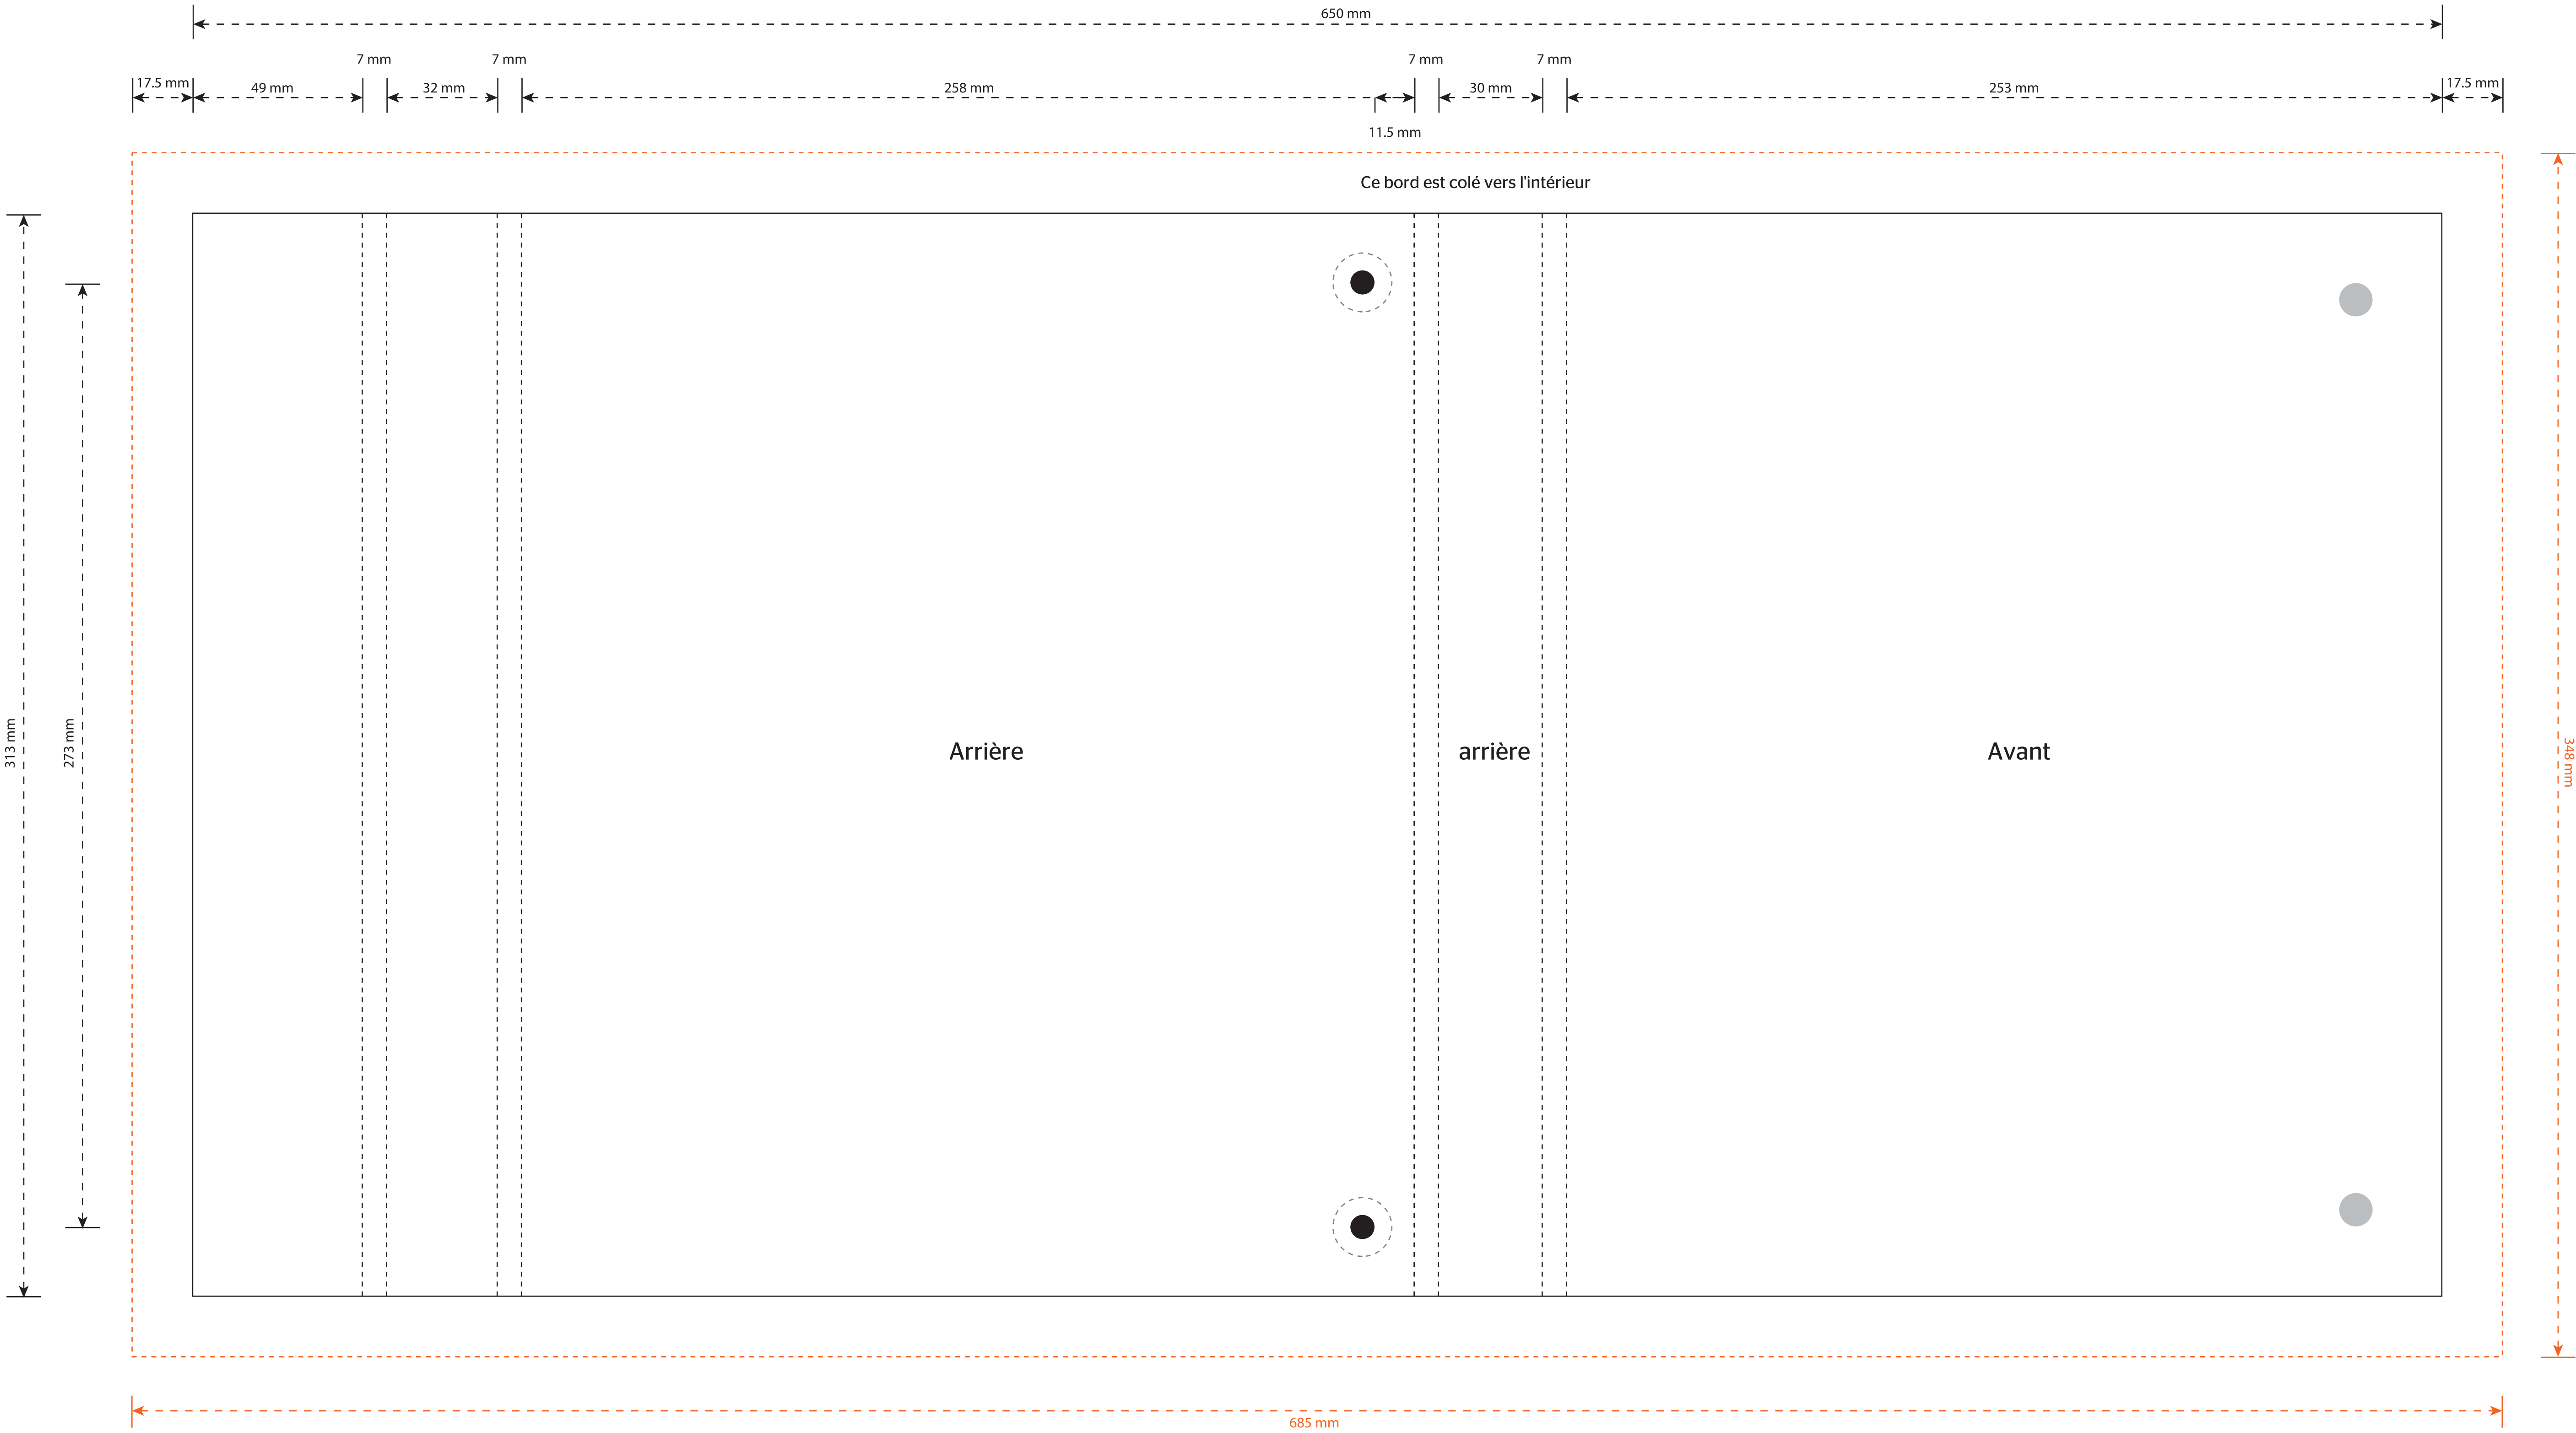 650 mm
7 mm
7 mm
7 mm
7 mm
17.5 mm
49 mm
32 mm
258 mm
30 mm
253 mm
17.5 mm
11.5 mm
Ce bord est colé vers l'intérieur
313 mm
273 mm
Arrière
arrière
Avant
348 mm
685 mm